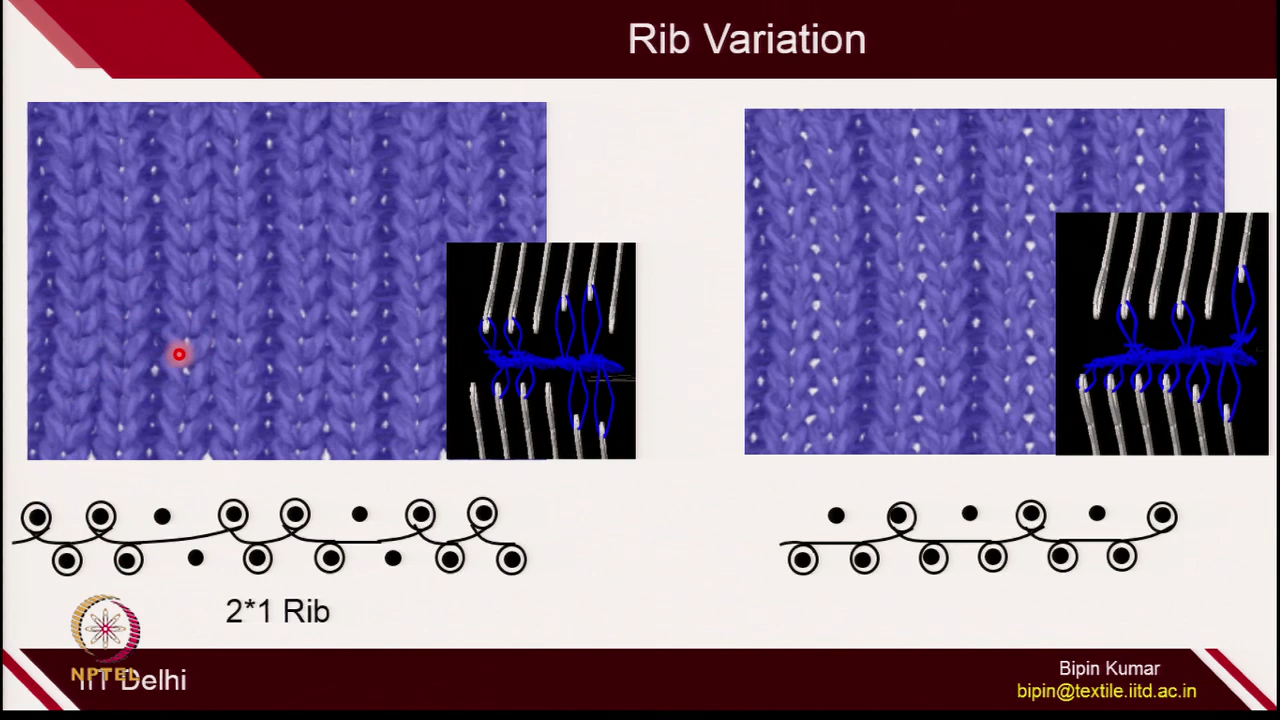 Rib Variation
2*1 Rib
NPTEL
IIT Delhi
Bipin Kumar
bipin@textile.iitd.ac.in